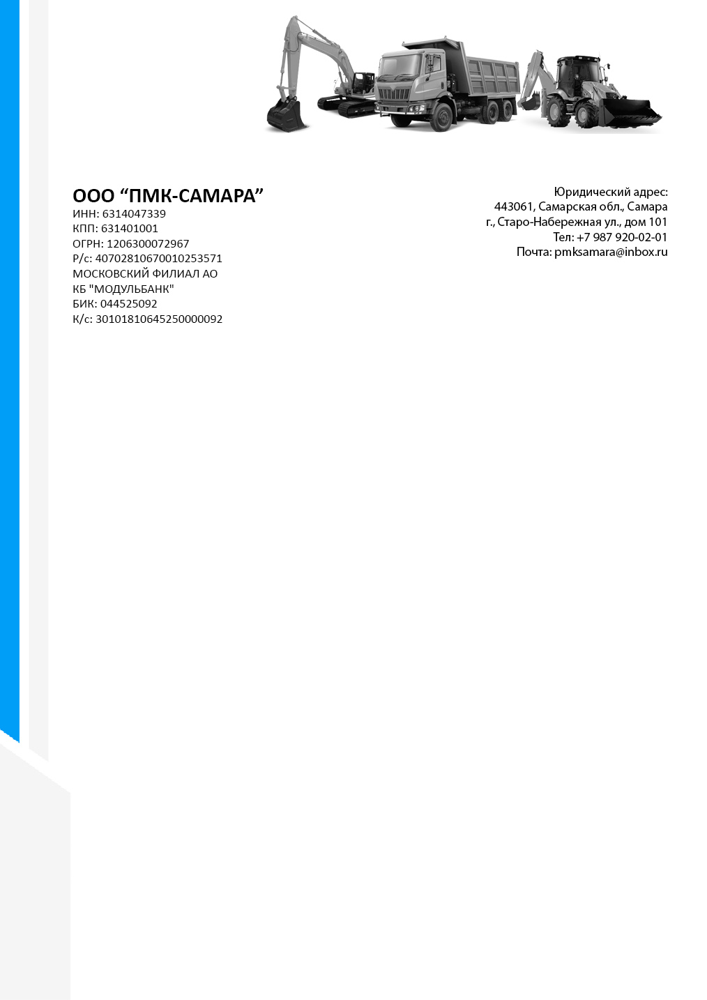 ООО “ПМК-САМАРА”
ИНН: 6314047339
КПП: 631401001
ОГРН: 1206300072967
Р/с: 40702810670010253571
МОСКОВСКИЙ ФИЛИАЛ АО
КБ "МОДУЛЬБАНК"
БИК: 044525092
К/с: 30101810645250000092
Юридический адрес:
443061, Самарская обл., Самара
г., Старо-Набережная ул., дом 101
Тел: +7 987 920-02-01
Почта: pmksamara@inbox.ru